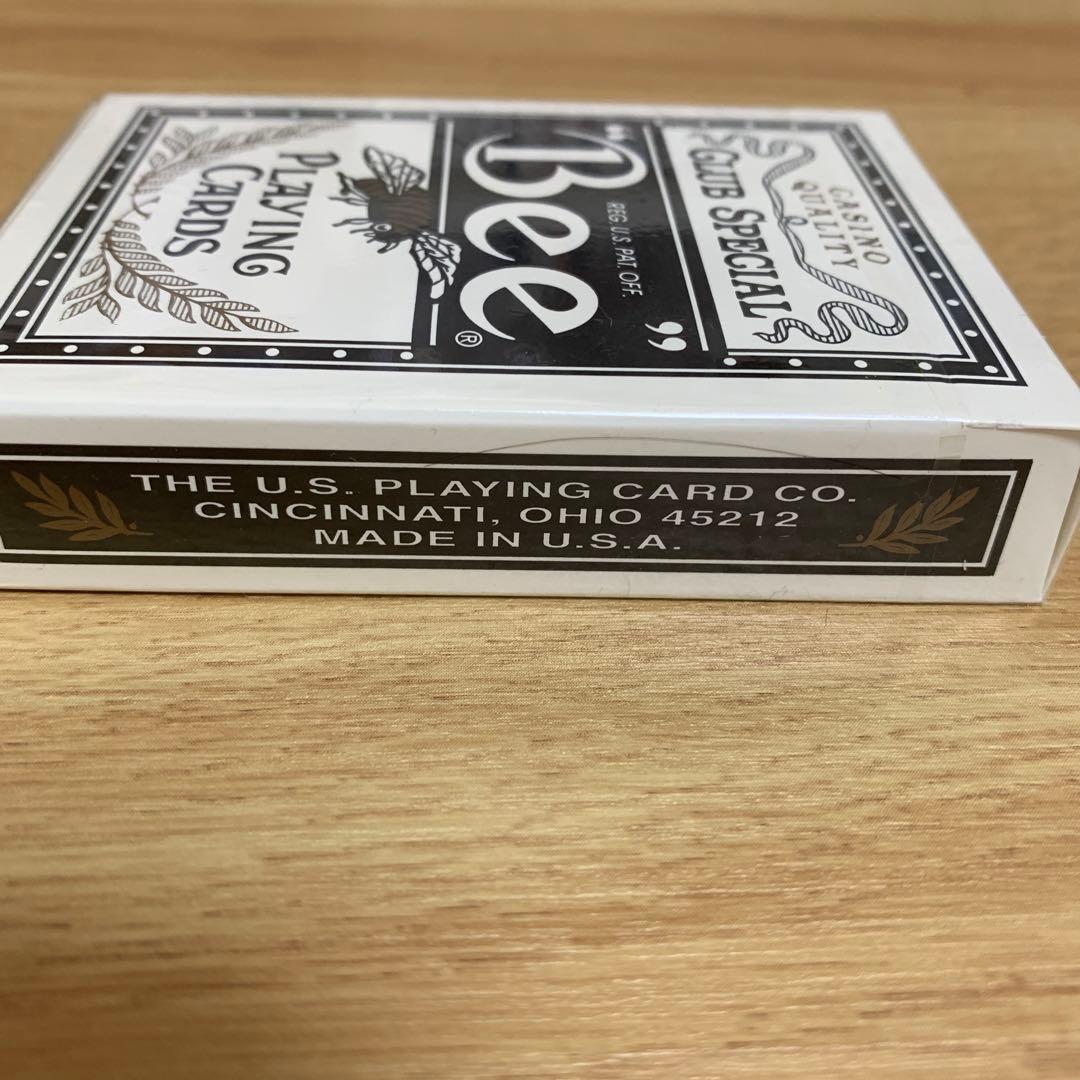 CASINO
QUALITY
CLUB SPECIAL
“Bee”®
REG. U.S. PAT. OFF.
PLAYING
CARDS
THE U.S. PLAYING CARD CO.
CINCINNATI, OHIO 45212
MADE IN U.S.A.